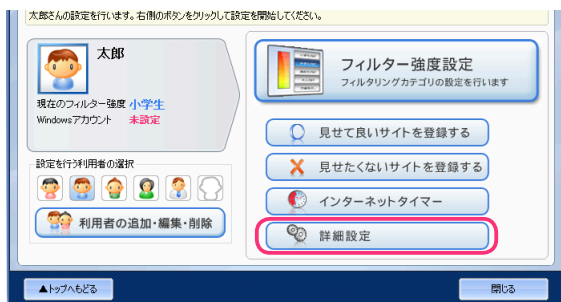 太郎さんの設定を行います。右側のボタンをクリックして設定を開始してください。
太郎
現在のフィルター強度 小学生
Windowsアカウント 未設定
設定を行う利用者の選択
利用者の追加・編集・削除
フィルター強度設定
フィルタリングカテゴリの設定を行います
見せて良いサイトを登録する
見せたくないサイトを登録する
インターネットタイマー
詳細設定
▲トップへもどる
閉じる